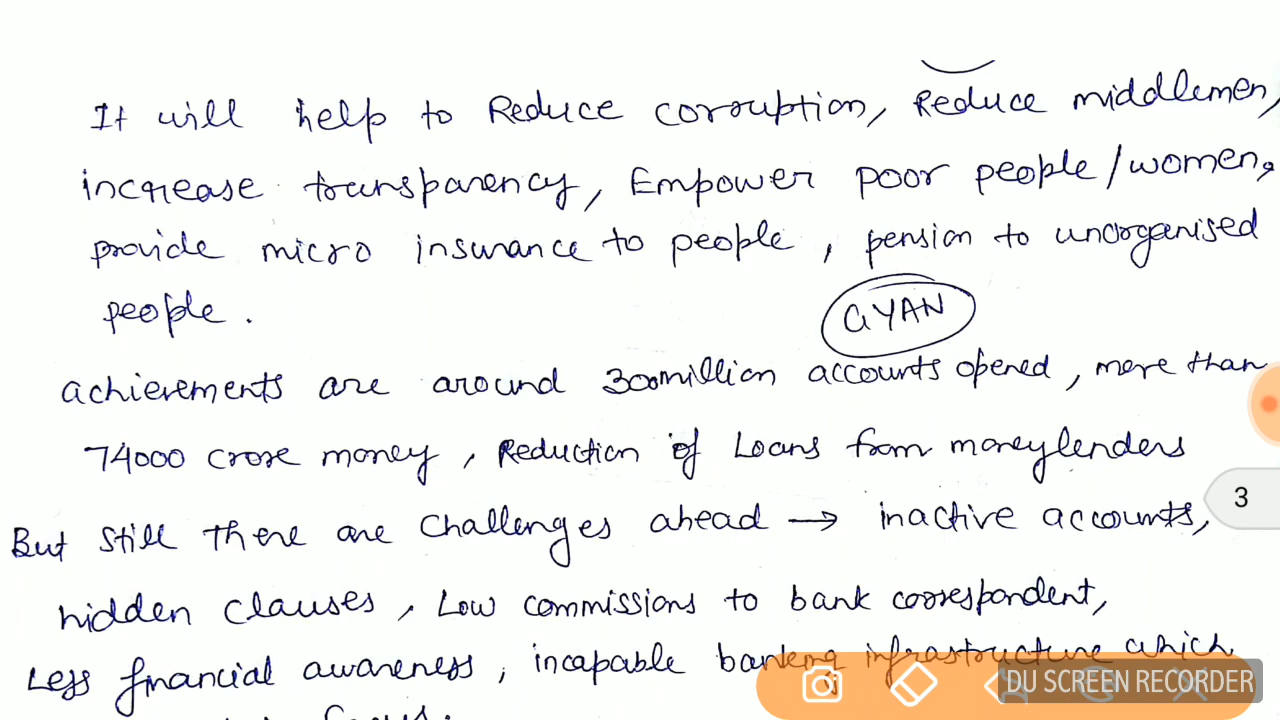 It will help to Reduce corruption, Reduce middlemen,
increase transparency, Empower poor people/women,
provide micro insurance to people, pension to unorganised
people.
GYAN
achievements are around 300million accounts opened, more than
74000 crore money, Reduction of Loans from moneylenders
3
But still there are challenges ahead → inactive accounts,
hidden clauses, Low commissions to bank correspondent,
Less financial awareness, incapable banking infrastructure which
DU SCREEN RECORDER